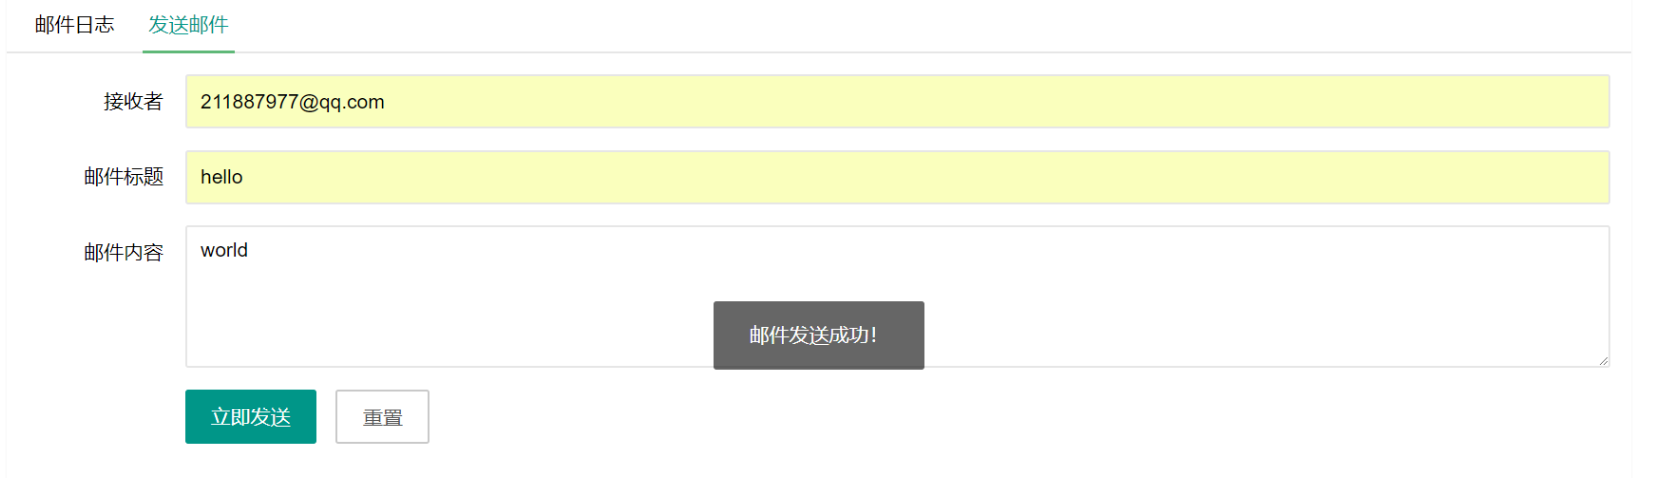 邮件日志 发送邮件
接收者 211887977@qq.com
邮件标题 hello
邮件内容 world
邮件发送成功!
立即发送 重置